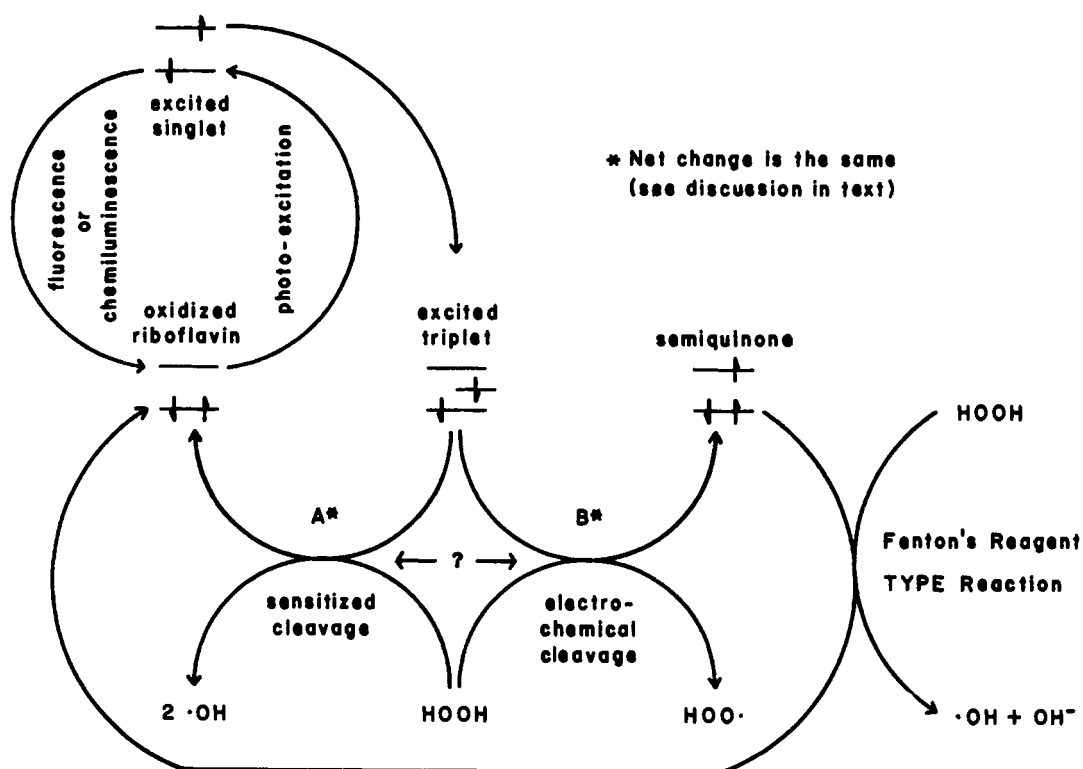 excited
singlet
fluorescence
or
chemiluminescence
photo-excitation
* Net change is the same
(see discussion in text)
oxidized
riboflavin
excited
triplet
semiquinone
HOOH
A*
B*
← ? →
Fenton's Reagent
TYPE Reaction
sensitized
cleavage
electro-
chemical
cleavage
2 ·OH
HOOH
HOO·
·OH + OH⁻